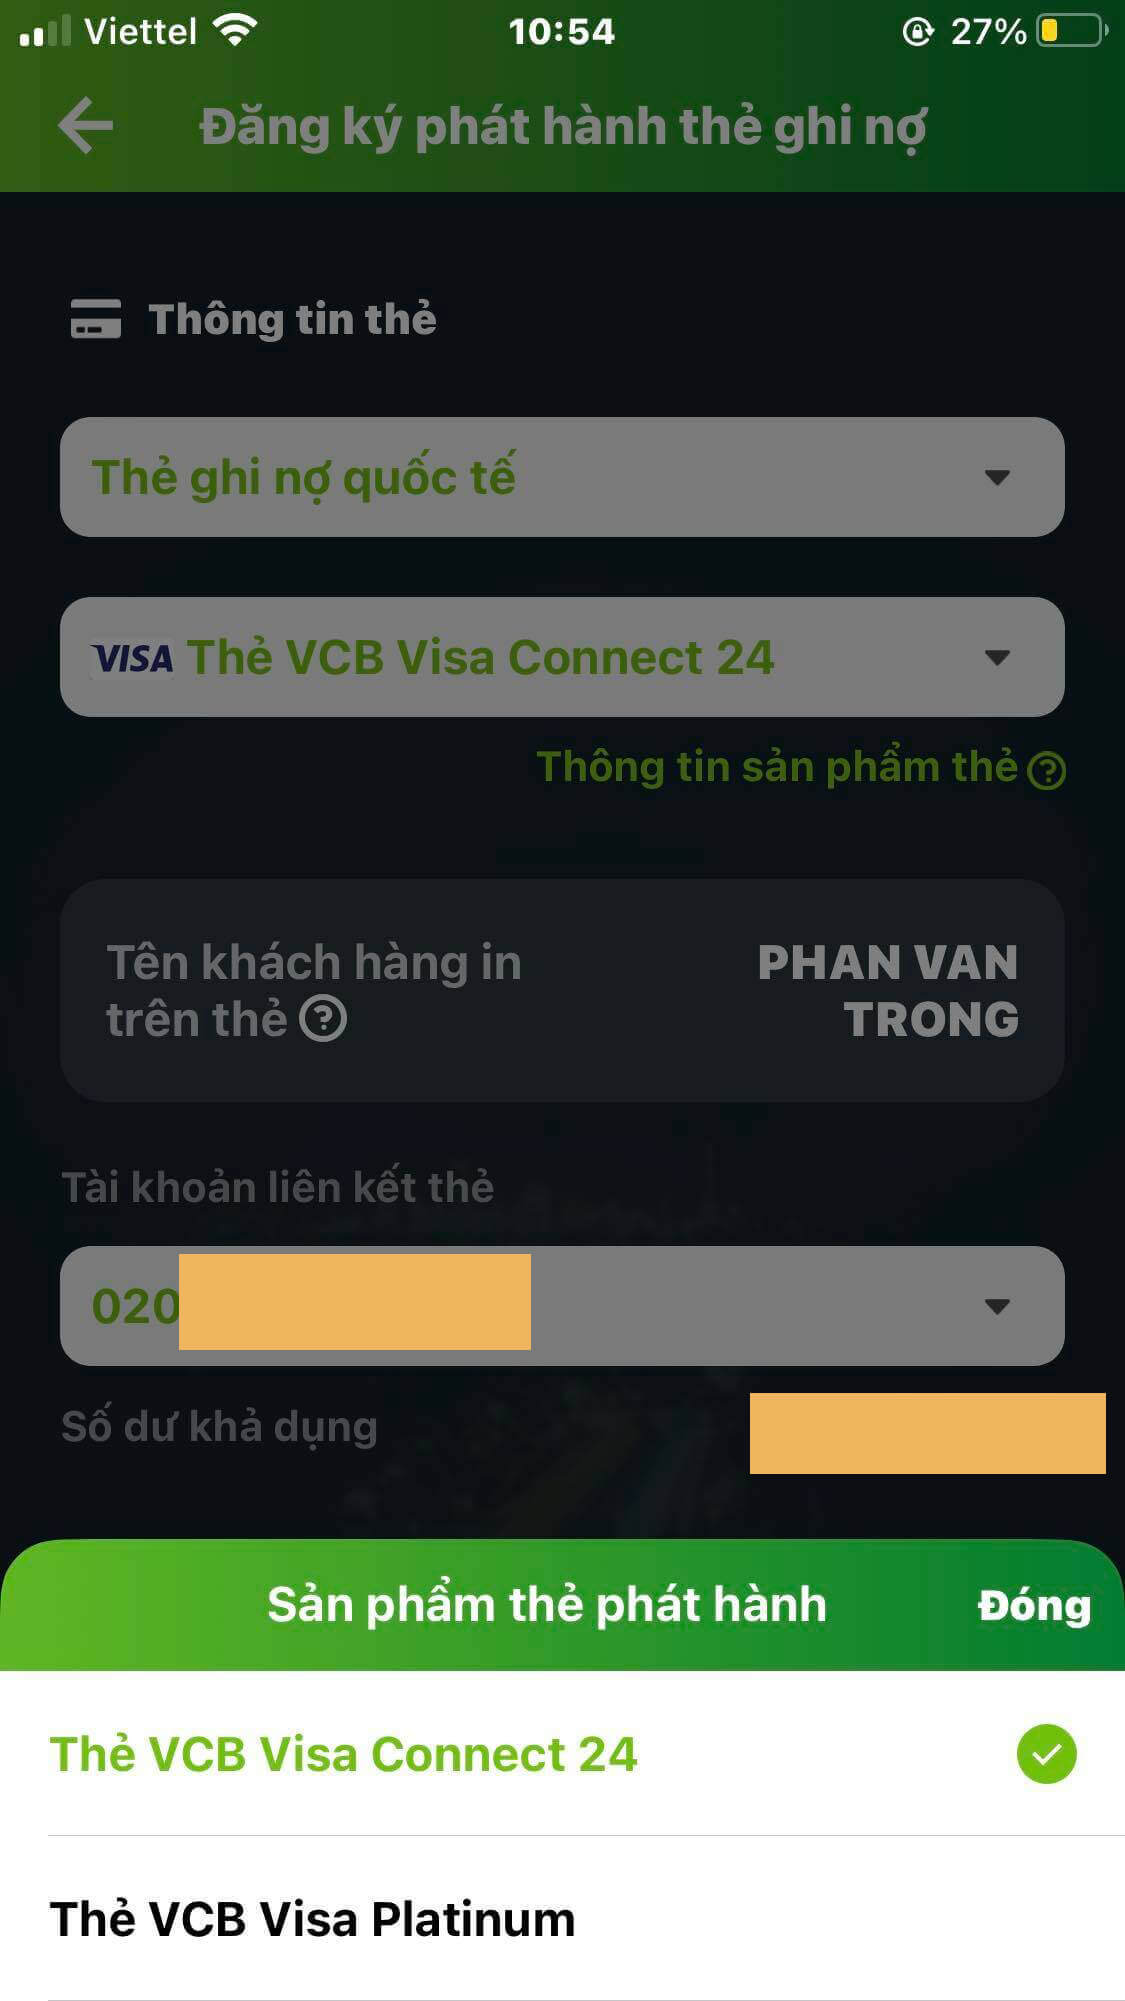 Viettel 10:54 27%
Đăng ký phát hành thẻ ghi nợ
Thông tin thẻ
Thẻ ghi nợ quốc tế
VISA Thẻ VCB Visa Connect 24
Thông tin sản phẩm thẻ ?
Tên khách hàng in
trên thẻ ?
PHAN VAN
TRONG
Tài khoản liên kết thẻ
020
Số dư khả dụng
Sản phẩm thẻ phát hành Đóng
Thẻ VCB Visa Connect 24
Thẻ VCB Visa Platinum